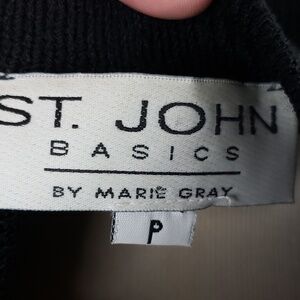 ST. JOHN
BASICS
BY MARIE GRAY
P